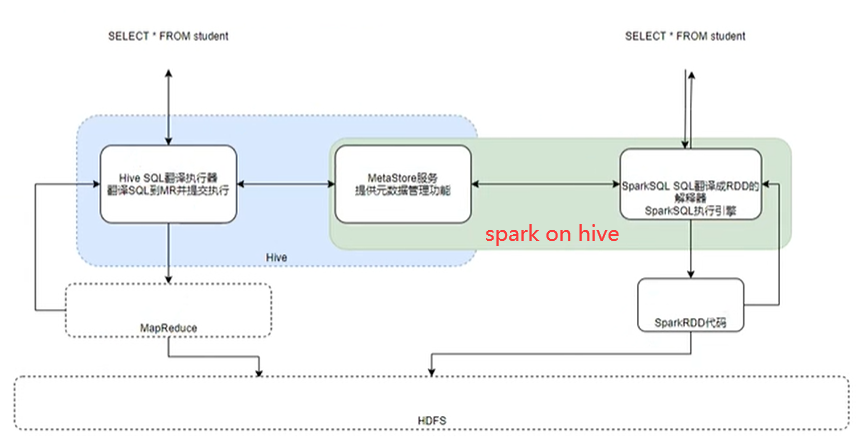 SELECT * FROM student
SELECT * FROM student
Hive SQL翻译执行器
翻译SQL到MR并提交执行
MetaStore服务
提供元数据管理功能
SparkSQL SQL翻译成RDD的
解释器
SparkSQL执行引擎
spark on hive
Hive
MapReduce
SparkRDD代码
HDFS